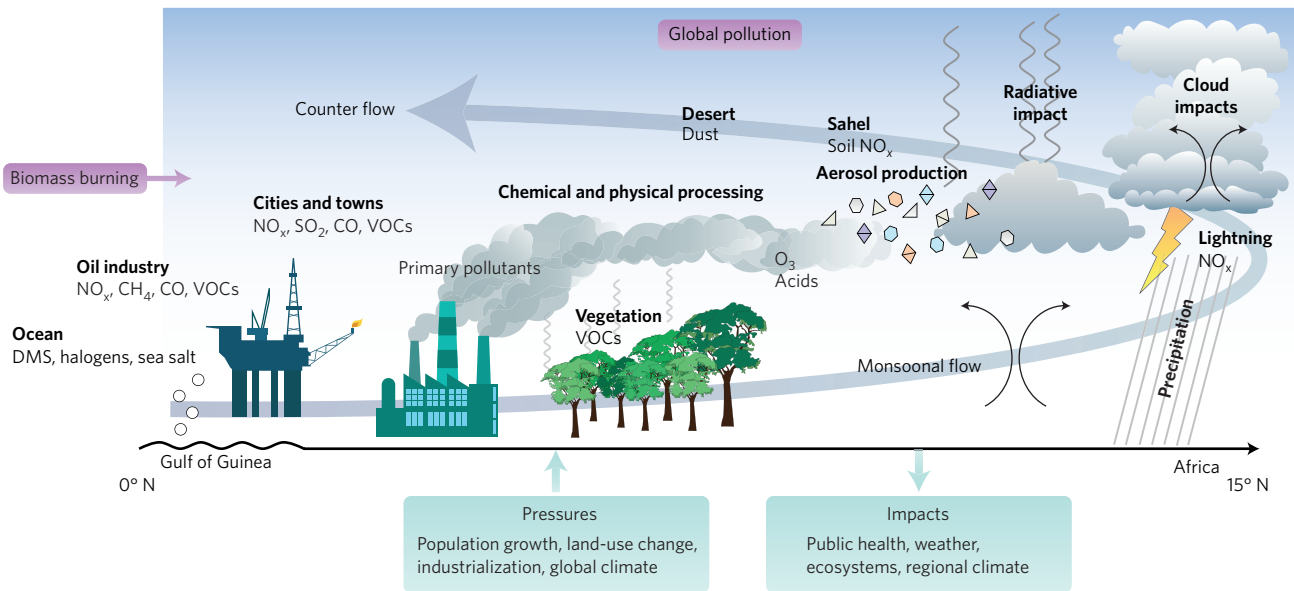 Global pollution
Counter flow
Desert
Dust
Sahel
Soil NOx
Radiative
impact
Cloud
impacts
Biomass burning
Aerosol production
Chemical and physical processing
Cities and towns
NOx, SO2, CO, VOCs
Oil industry
NOx, CH4, CO, VOCs
Primary pollutants
O3
Acids
Lightning
NOx
Ocean
DMS, halogens, sea salt
Vegetation
VOCs
Monsoonal flow
Precipitation
Gulf of Guinea
Africa
0° N
15° N
Pressures
Population growth, land-use change,
industrialization, global climate
Impacts
Public health, weather,
ecosystems, regional climate